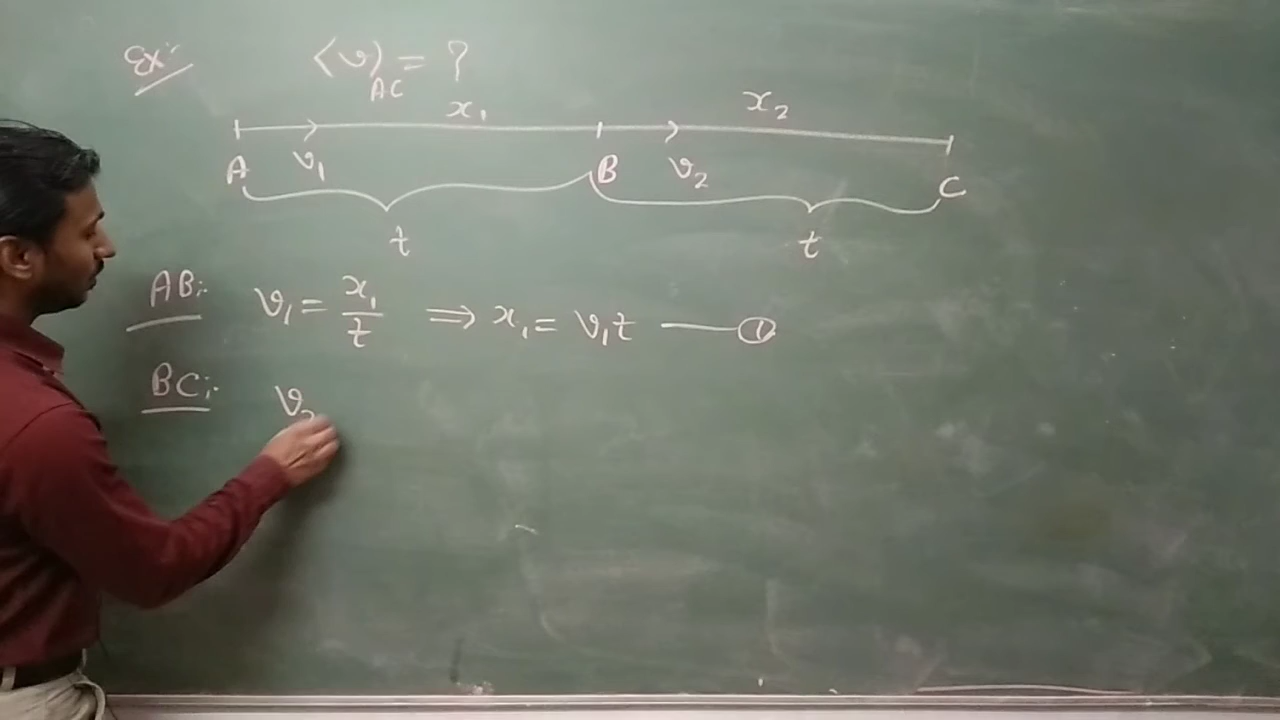 Ex:-
⟨v⟩AC = ?
x₁ x₂
A v₁ B v₂ C
t t
AB:- v₁ = x₁/t ⟹ x₁ = v₁t —— ①
BC:- v₂